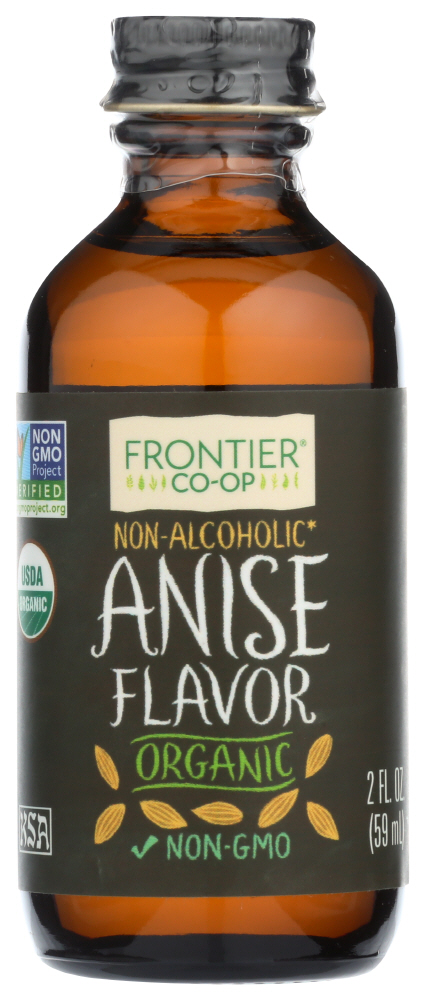 FRONTIER®
CO-OP
NON-ALCOHOLIC*
ANISE
FLAVOR
ORGANIC
NON-GMO
NON
GMO
Project
ERIFIED
gmoproject.org
USDA
ORGANIC
KSA
2 FL. OZ.
(59 mL)